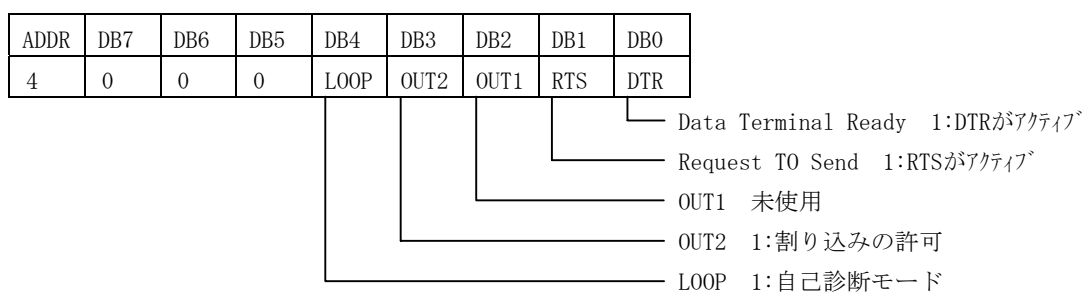 ADDR DB7 DB6 DB5 DB4 DB3 DB2 DB1 DB0
4 0 0 0 LOOP OUT2 OUT1 RTS DTR
Data Terminal Ready 1:DTRがｱｸﾃｨﾌﾞ
Request TO Send 1:RTSがｱｸﾃｨﾌﾞ
OUT1 未使用
OUT2 1:割り込みの許可
LOOP 1:自己診断モード